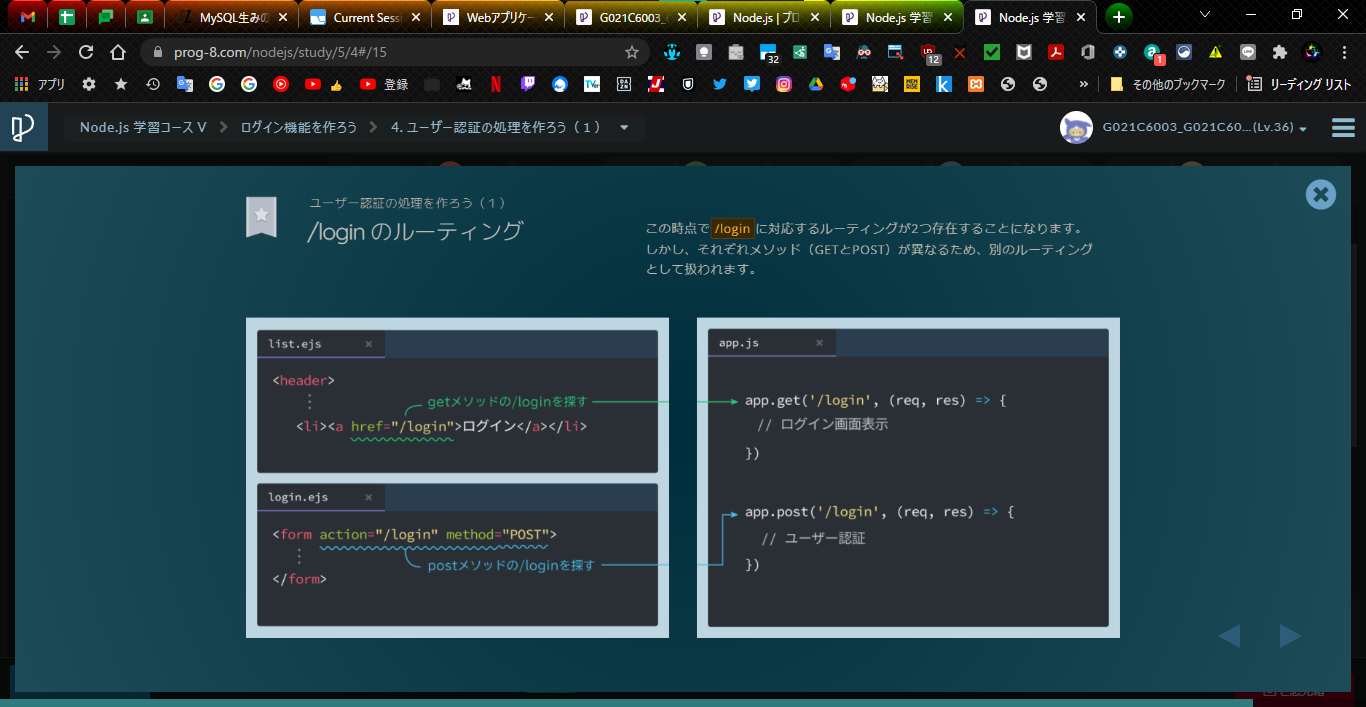 MySQL生みの
Current Sess
Webアプリケー
G021C6003_
Node.js | プロ
Node.js 学習
Node.js 学習
prog-8.com/nodejs/study/5/4#/15
32
12
1
アプリ
登録
その他のブックマーク
リーディング リスト
Node.js 学習コース V
ログイン機能を作ろう
4. ユーザー認証の処理を作ろう（1）
G021C6003_G021C60...(Lv.36)
ユーザー認証の処理を作ろう（1）
/login のルーティング
この時点で /login に対応するルーティングが2つ存在することになります。
しかし、それぞれメソッド（GETとPOST）が異なるため、別のルーティング
として扱われます。
list.ejs
<header>
getメソッドの/loginを探す
<li><a href="/login">ログイン</a></li>
login.ejs
<form action="/login" method="POST">
postメソッドの/loginを探す
</form>
app.js
app.get('/login', (req, res) => {
// ログイン画面表示
})
app.post('/login', (req, res) => {
// ユーザー認証
})